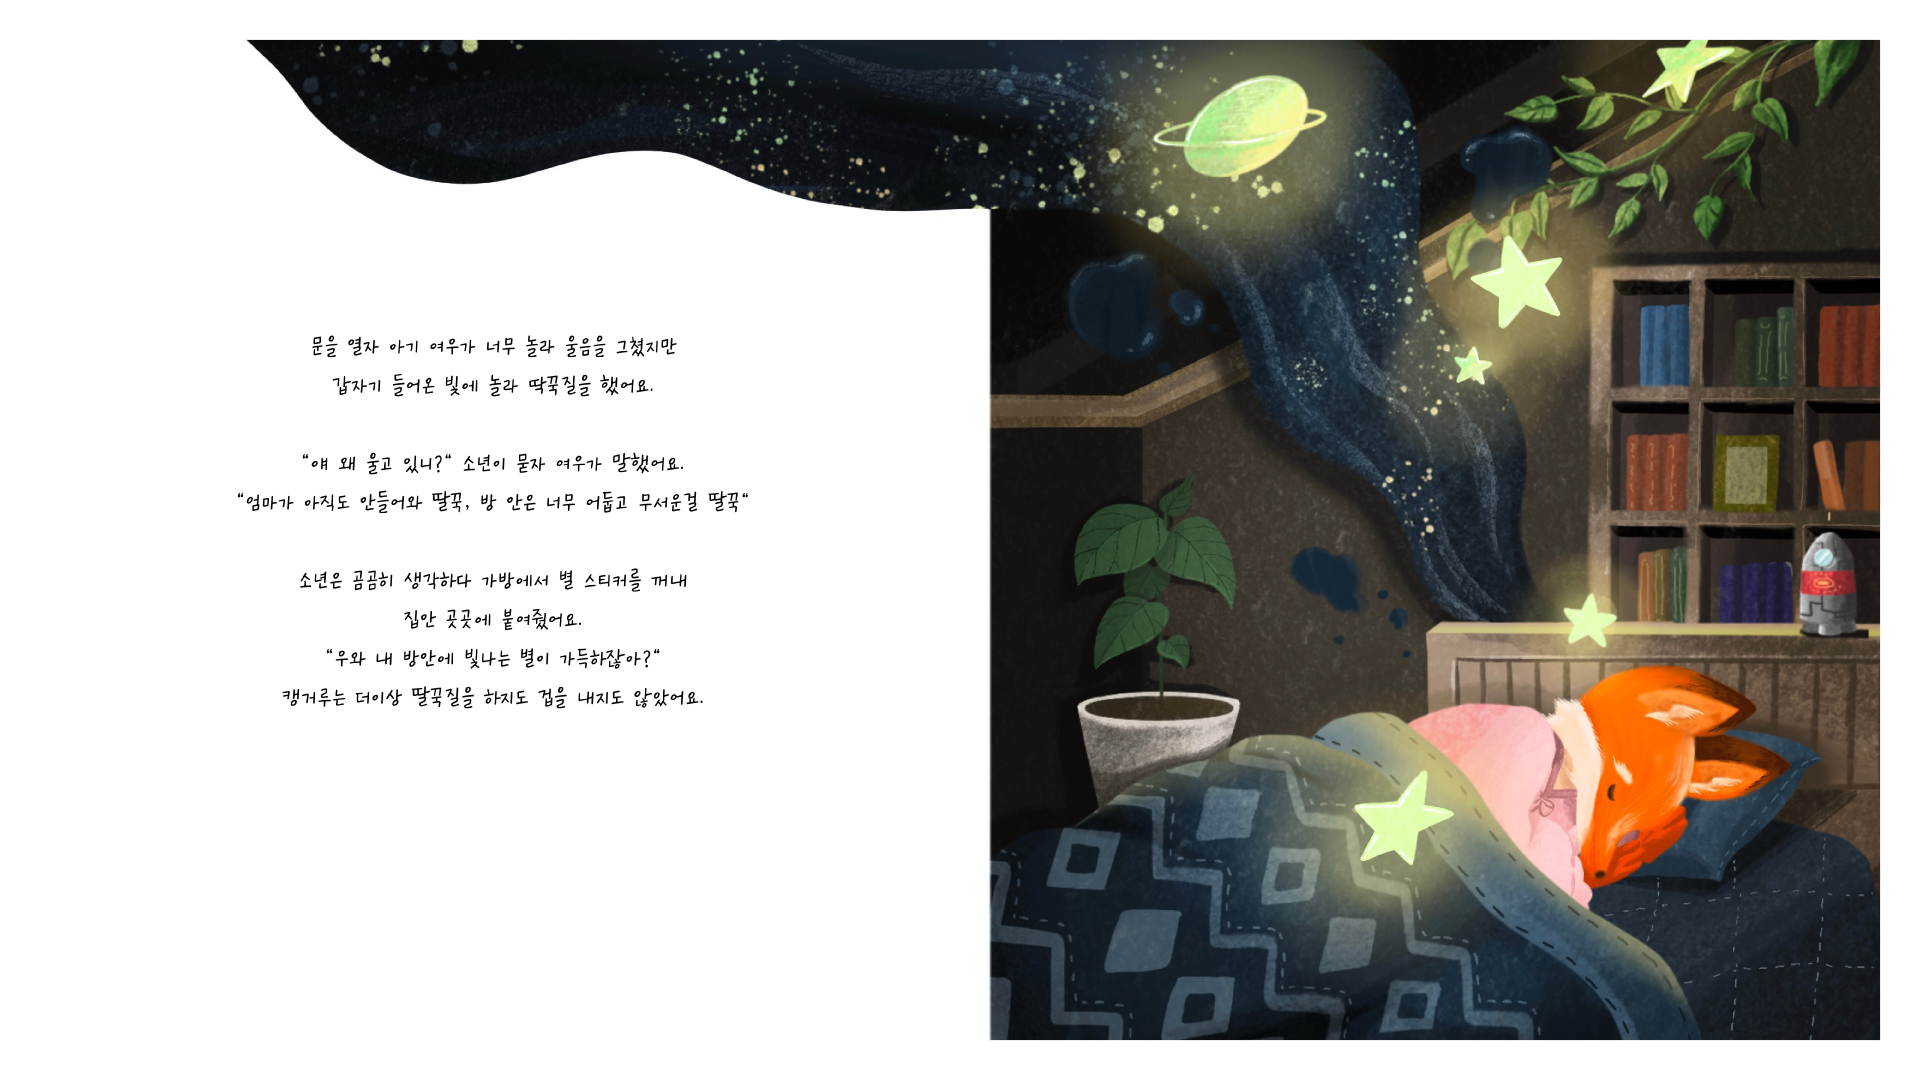 문을 열자 아기 여우가 너무 놀라 울음을 그쳤지만
갑자기 들어온 빛에 놀라 딱꾹질을 했어요.
“얘 왜 울고 있니?“ 소년이 묻자 여우가 말했어요.
“엄마가 아직도 안들어와 딸꾹, 방 안은 너무 어둡고 무서운걸 딸꾹“
소년은 곰곰히 생각하다 가방에서 별 스티커를 꺼내
집안 곳곳에 붙여줬어요.
“우와 내 방안에 빛나는 별이 가득하잖아?“
캥거루는 더이상 딸꾹질을 하지도 겁을 내지도 않았어요.